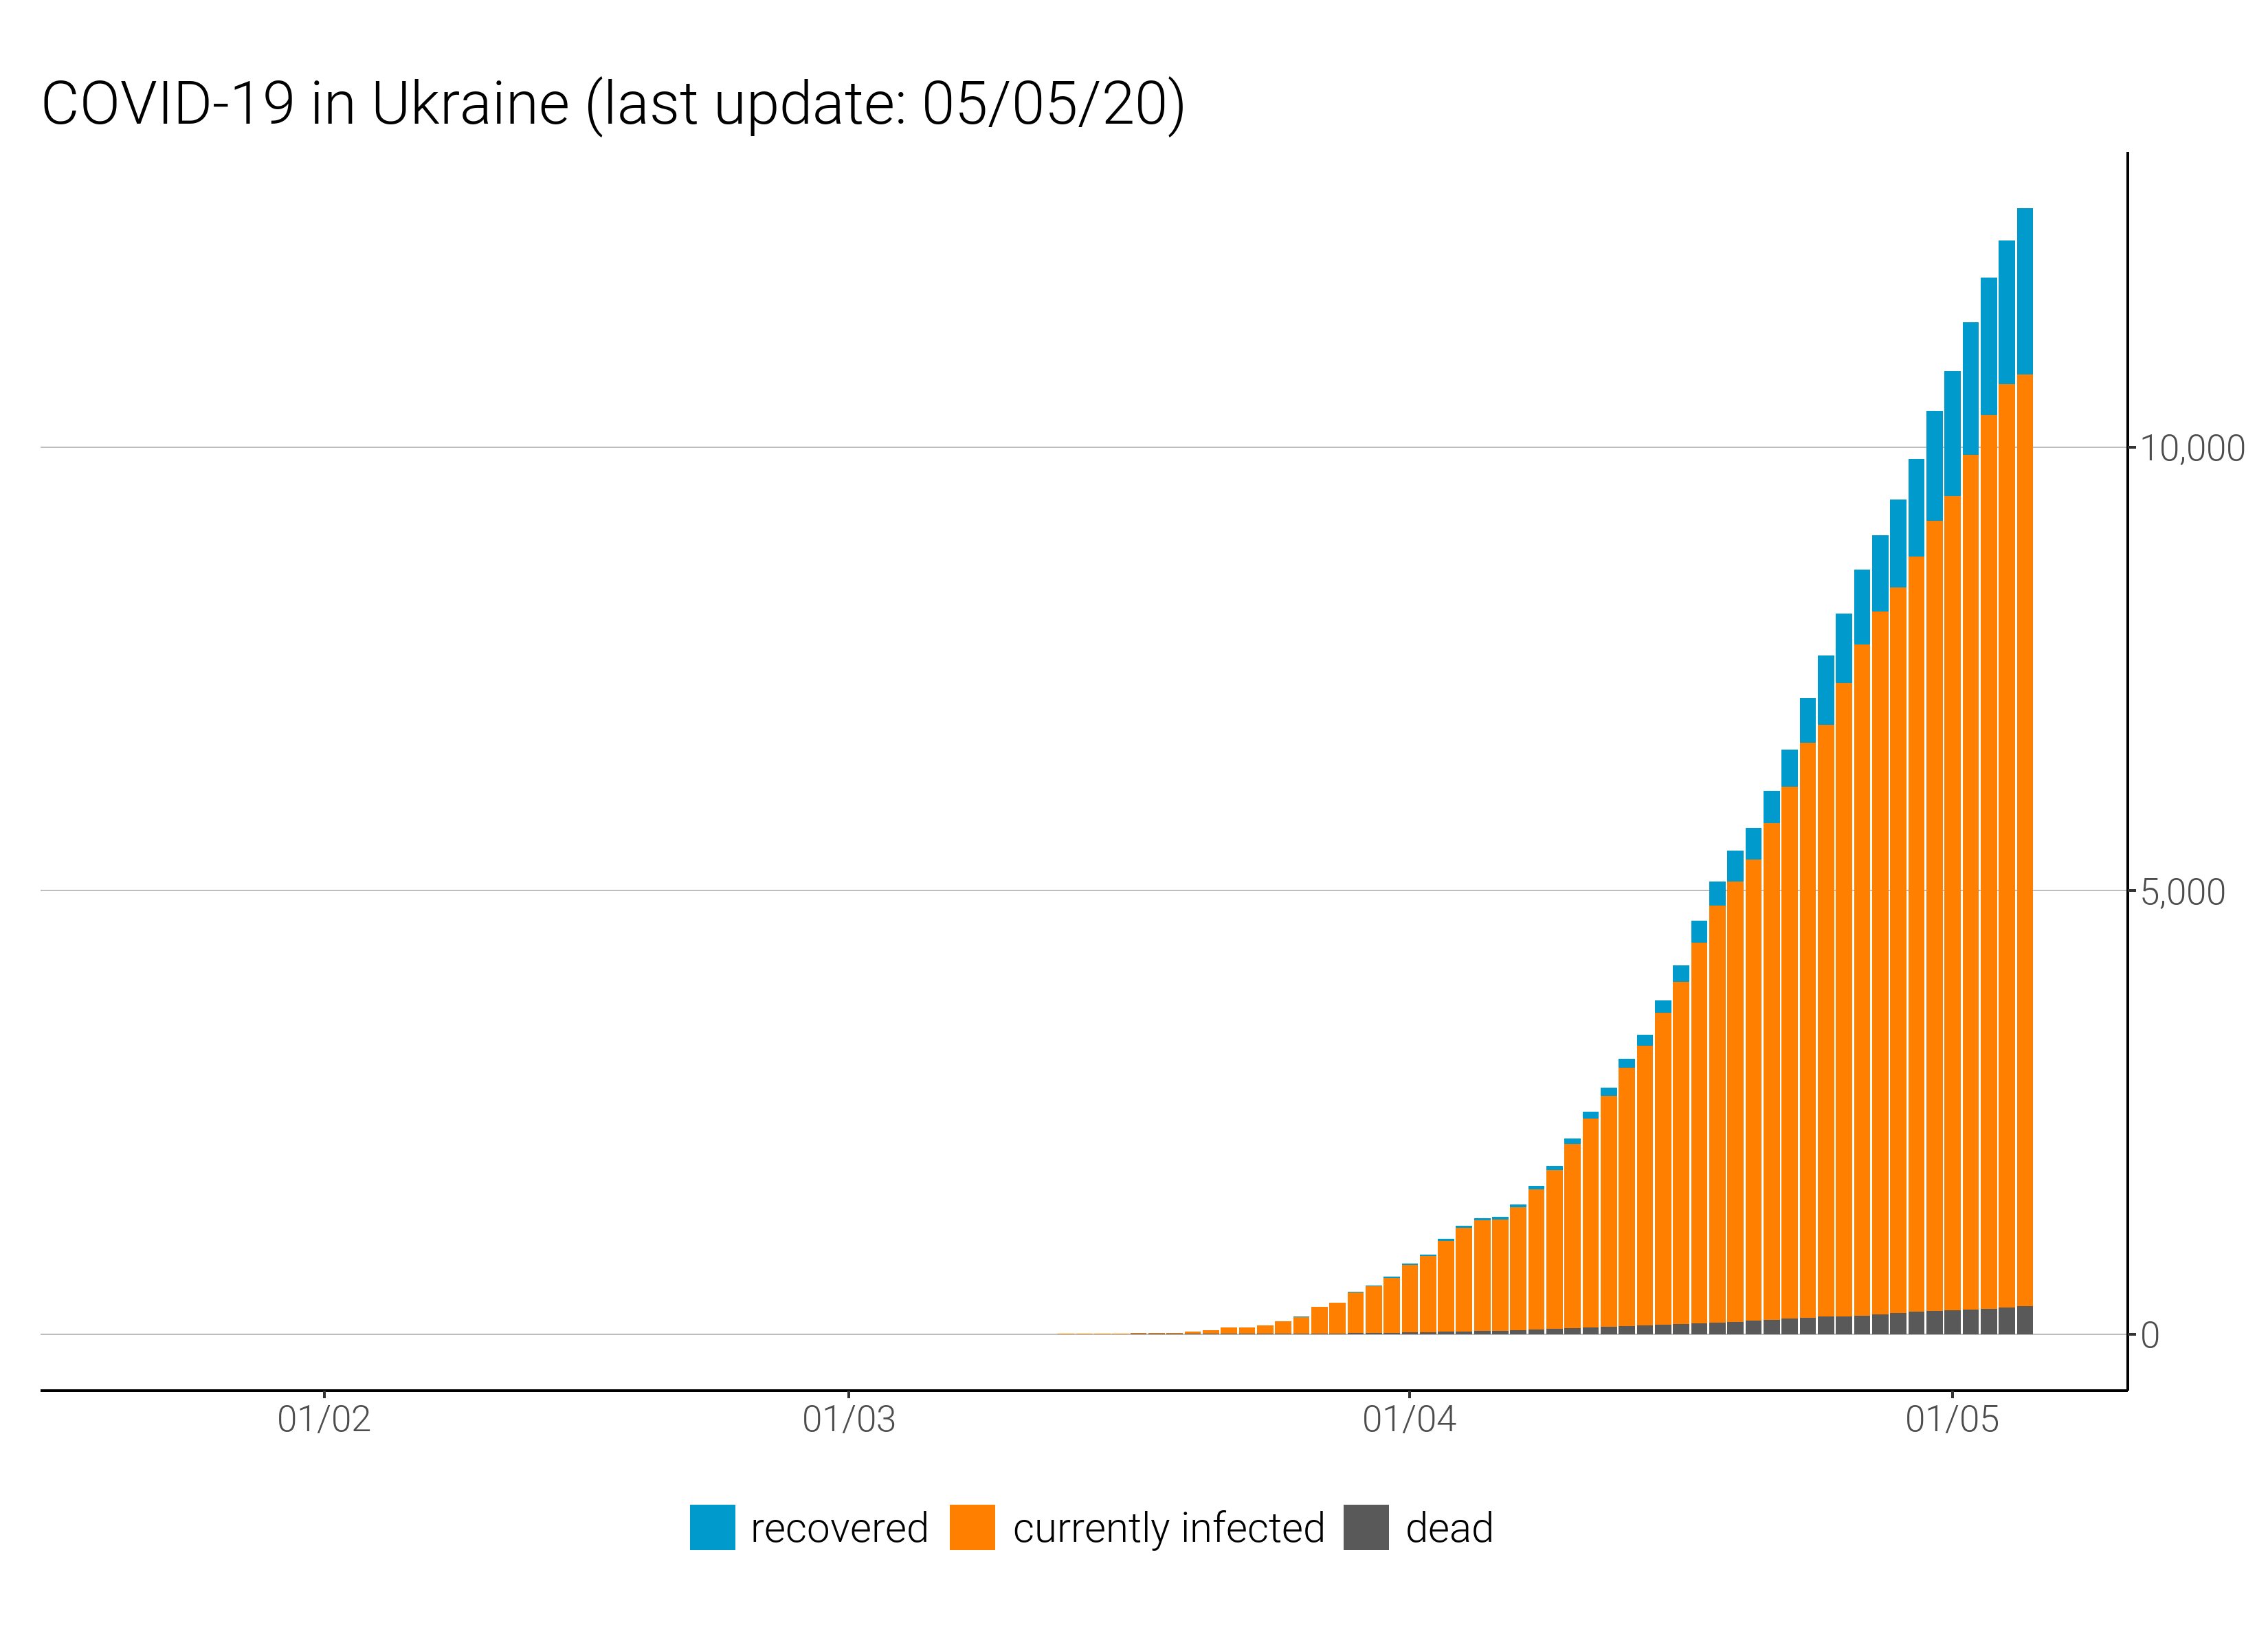 COVID-19 in Ukraine (last update: 05/05/20)
10,000
5,000
0
01/02 01/03 01/04 01/05
recovered currently infected dead